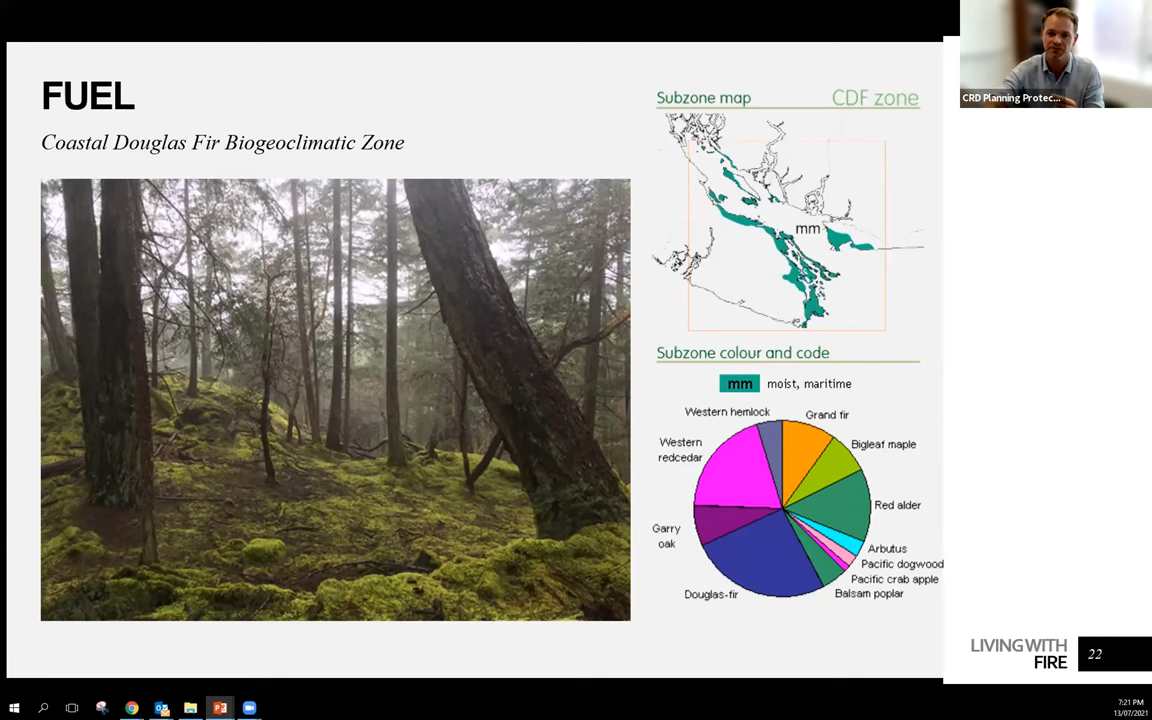 FUEL
Coastal Douglas Fir Biogeoclimatic Zone
Subzone map
CDF zone
mm
Subzone colour and code
mm
moist, maritime
Western hemlock
Grand fir
Western
redcedar
Bigleaf maple
Red alder
Garry
oak
Arbutus
Pacific dogwood
Pacific crab apple
Balsam poplar
Douglas-fir
CRD Planning Protec...
LIVING WITH
FIRE
22
7:21 PM
13/07/2021